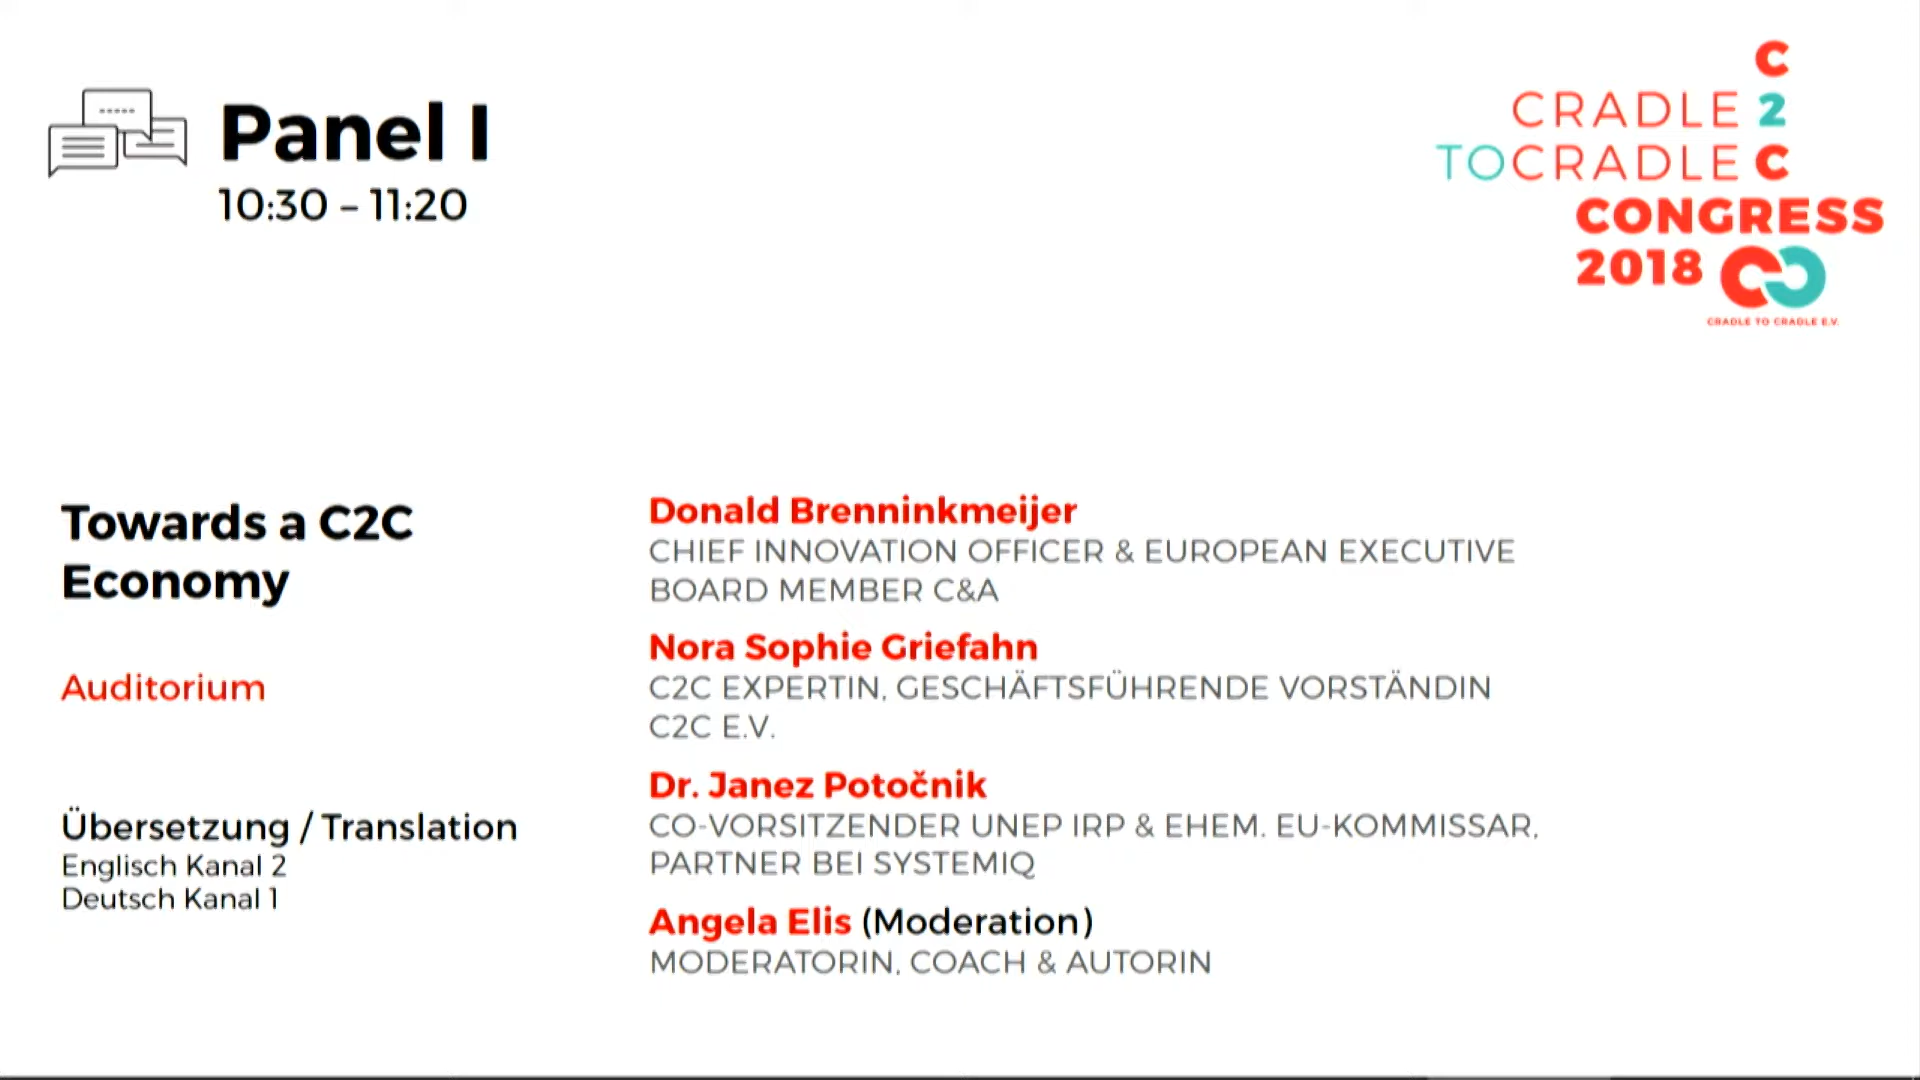 Panel I
10:30 – 11:20
C
CRADLE 2
TOCRADLE C
CONGRESS
2018
CRADLE TO CRADLE E.V.
Towards a C2C
Economy
Auditorium
Übersetzung / Translation
Englisch Kanal 2
Deutsch Kanal 1
Donald Brenninkmeijer
CHIEF INNOVATION OFFICER & EUROPEAN EXECUTIVE
BOARD MEMBER C&A
Nora Sophie Griefahn
C2C EXPERTIN, GESCHÄFTSFÜHRENDE VORSTÄNDIN
C2C E.V.
Dr. Janez Potočnik
CO-VORSITZENDER UNEP IRP & EHEM. EU-KOMMISSAR,
PARTNER BEI SYSTEMIQ
Angela Elis (Moderation)
MODERATORIN, COACH & AUTORIN